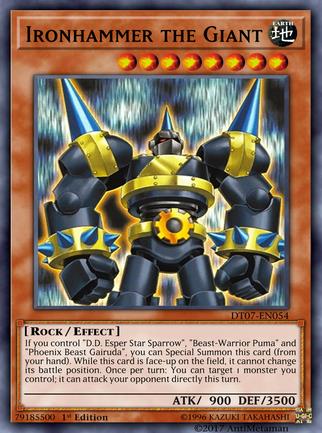 IRONHAMMER THE GIANT
EARTH
地
DT07-EN054
[ROCK / EFFECT]
If you control "D.D. Esper Star Sparrow", "Beast-Warrior Puma" and
"Phoenix Beast Gairuda", you can Special Summon this card (from
your hand). While this card is face-up on the field, it cannot change
its battle position. Once per turn: You can target 1 monster you
control; it can attack your opponent directly this turn.
ATK/ 900 DEF/3500
79185500 1st Edition ©1996 KAZUKI TAKAHASHI
©2017 AntiMetaman